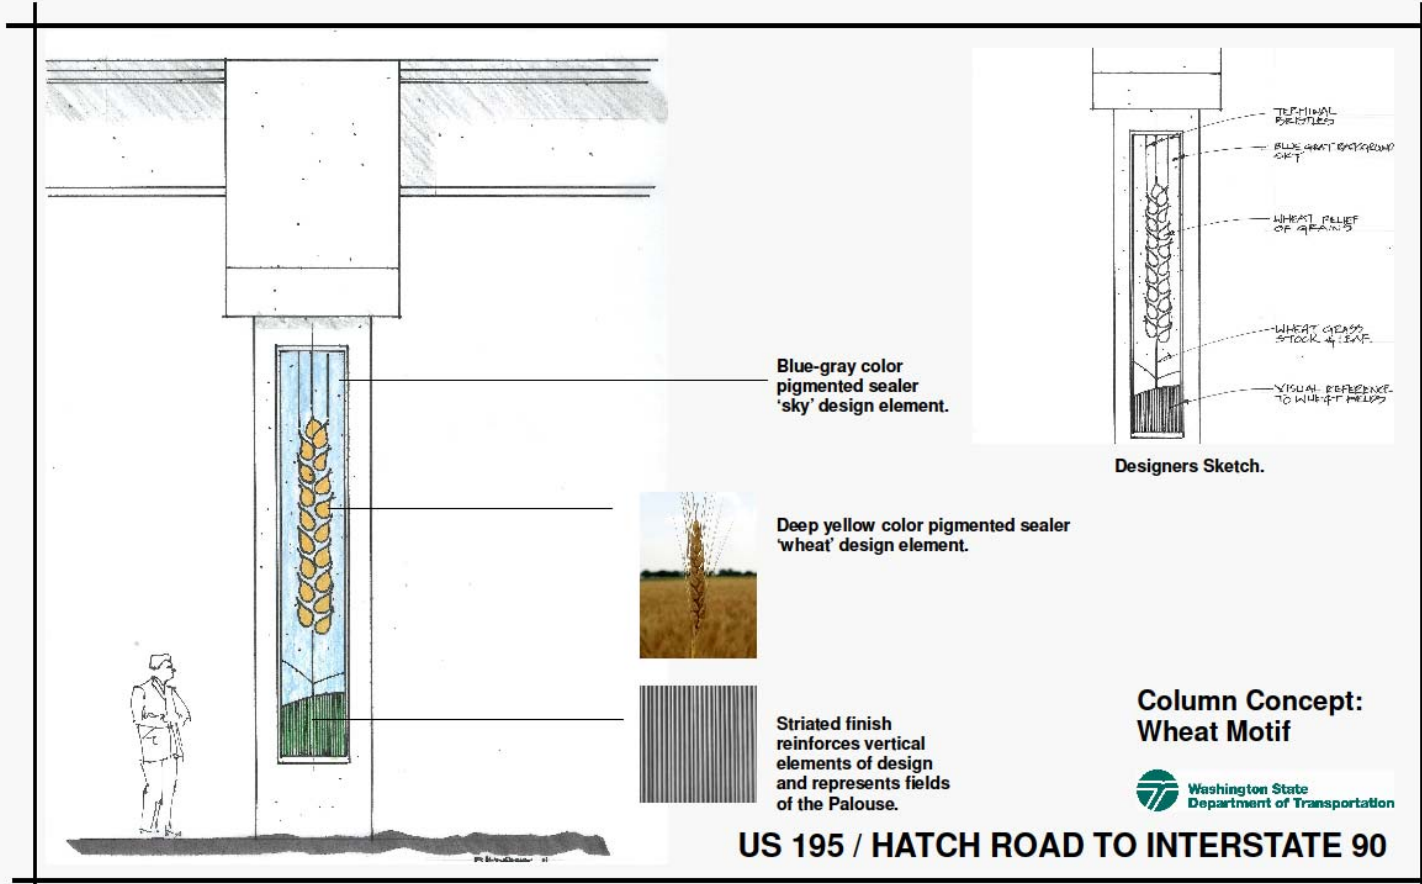 TERMINAL
BRISTLES
BLUE GRAY BACKGROUND
SKY
WHEAT RELIEF
OF GRAINS
WHEAT GRASS
STOCK & LEAF.
VISUAL REFERENCE
TO WHEAT FIELDS
Designers Sketch.
Blue-gray color
pigmented sealer
‘sky’ design element.
Deep yellow color pigmented sealer
‘wheat’ design element.
Striated finish
reinforces vertical
elements of design
and represents fields
of the Palouse.
Column Concept:
Wheat Motif
Washington State
Department of Transportation
US 195 / HATCH ROAD TO INTERSTATE 90